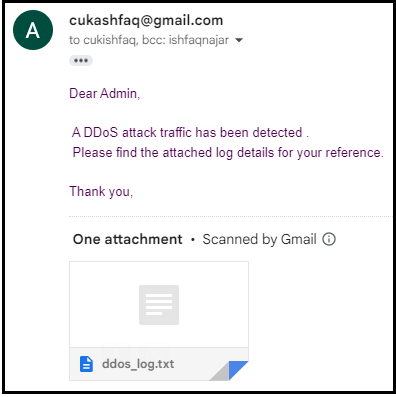 A
cukashfaq@gmail.com
to cukishfaq, bcc: ishfaqnajar
Dear Admin,
A DDoS attack traffic has been detected .
Please find the attached log details for your reference.
Thank you,
One attachment • Scanned by Gmail
ddos_log.txt